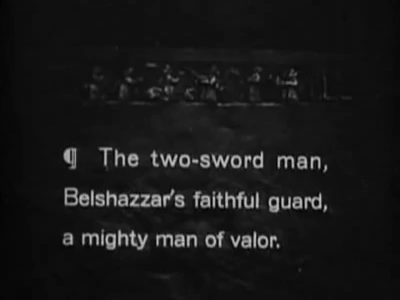 ¶ The two-sword man,
Belshazzar's faithful guard,
a mighty man of valor.